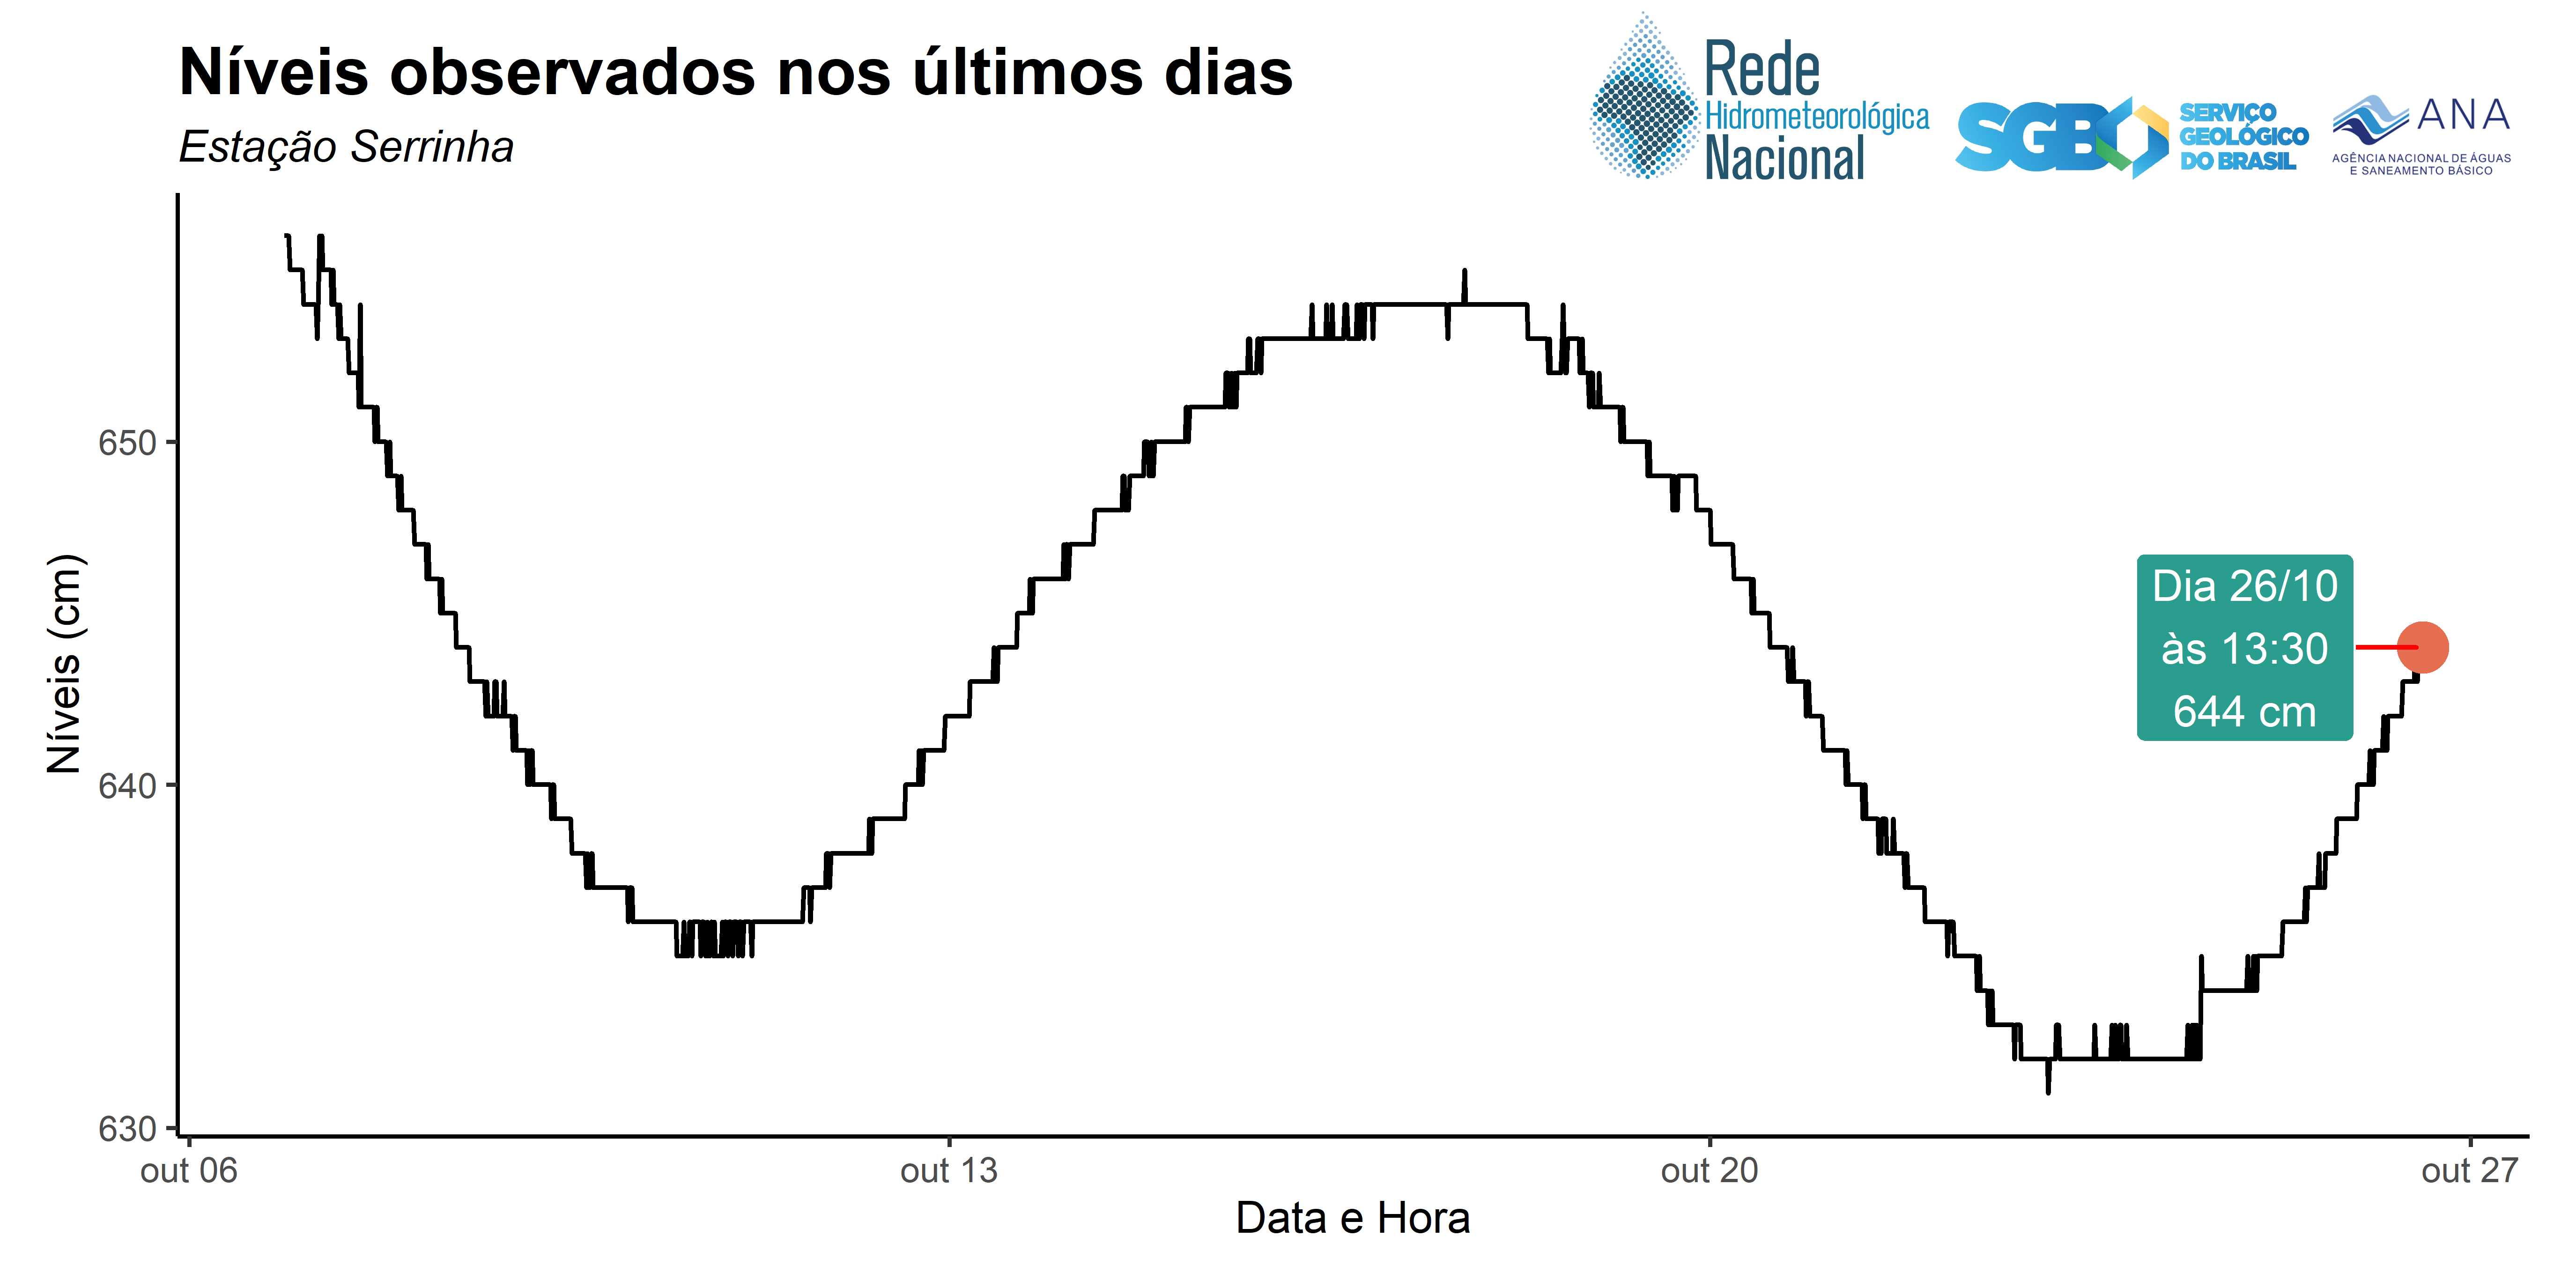 Níveis observados nos últimos dias
Estação Serrinha
Rede
Hidrometeorológica
Nacional
SGB
SERVIÇO
GEOLÓGICO
DO BRASIL
ANA
AGÊNCIA NACIONAL DE ÁGUAS
E SANEAMENTO BÁSICO
Níveis (cm)
650
640
630
Dia 26/10
às 13:30
644 cm
out 06
out 13
out 20
out 27
Data e Hora